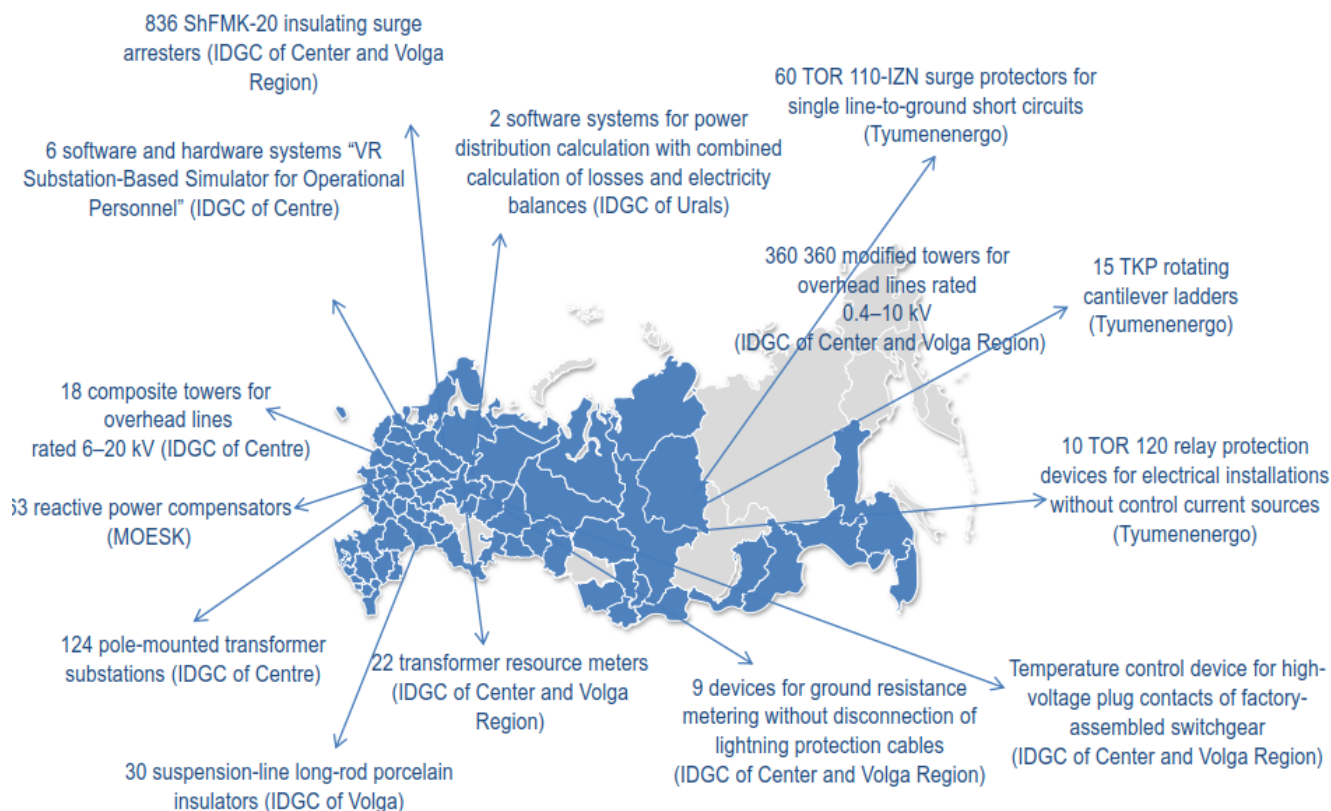 836 ShFMK-20 insulating surge
arresters (IDGC of Center and Volga
Region)
60 TOR 110-IZN surge protectors for
single line-to-ground short circuits
(Tyumenenergo)
2 software systems for power
distribution calculation with combined
calculation of losses and electricity
balances (IDGC of Urals)
6 software and hardware systems “VR
Substation-Based Simulator for Operational
Personnel” (IDGC of Centre)
360 360 modified towers for
overhead lines rated
0.4–10 kV
(IDGC of Center and Volga Region)
15 TKP rotating
cantilever ladders
(Tyumenenergo)
18 composite towers for
overhead lines
rated 6–20 kV (IDGC of Centre)
10 TOR 120 relay protection
devices for electrical installations
without control current sources
(Tyumenenergo)
63 reactive power compensators
(MOESK)
124 pole-mounted transformer
substations (IDGC of Centre)
22 transformer resource meters
(IDGC of Center and Volga
Region)
9 devices for ground resistance
metering without disconnection of
lightning protection cables
(IDGC of Center and Volga Region)
Temperature control device for high-
voltage plug contacts of factory-
assembled switchgear
(IDGC of Center and Volga Region)
30 suspension-line long-rod porcelain
insulators (IDGC of Volga)